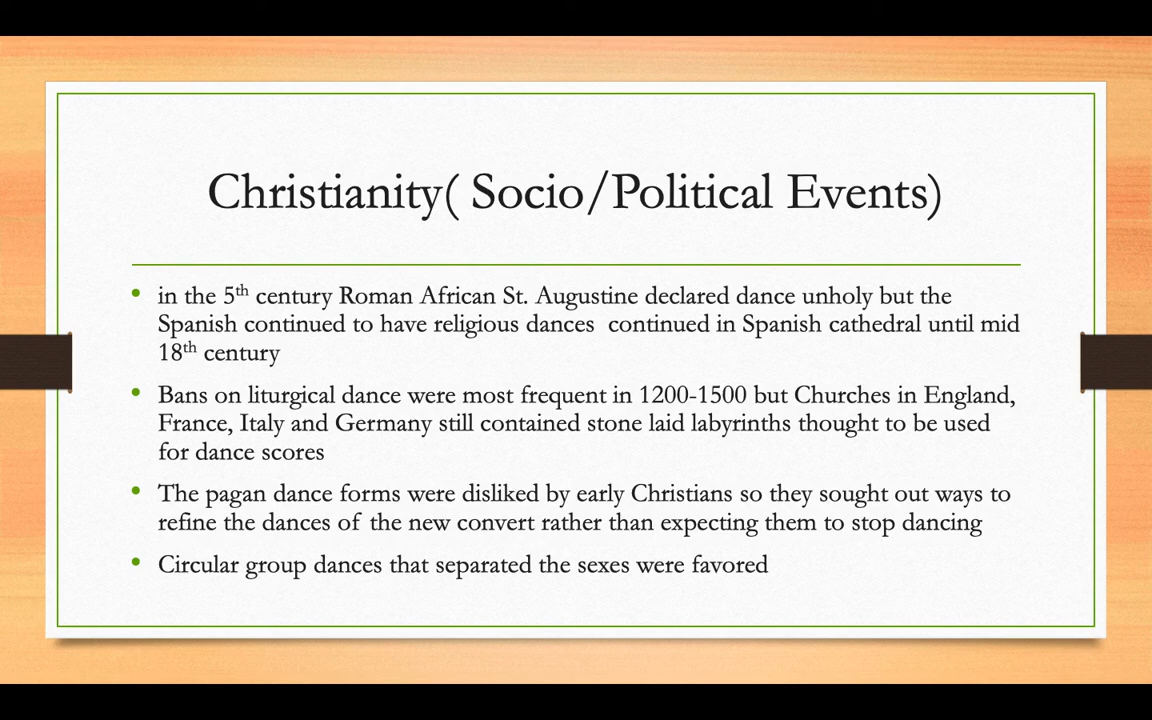 Christianity( Socio/Political Events)
• in the 5th century Roman African St. Augustine declared dance unholy but the
Spanish continued to have religious dances  continued in Spanish cathedral until mid
18th century
• Bans on liturgical dance were most frequent in 1200-1500 but Churches in England,
France, Italy and Germany still contained stone laid labyrinths thought to be used
for dance scores
• The pagan dance forms were disliked by early Christians so they sought out ways to
refine the dances of the new convert rather than expecting them to stop dancing
• Circular group dances that separated the sexes were favored